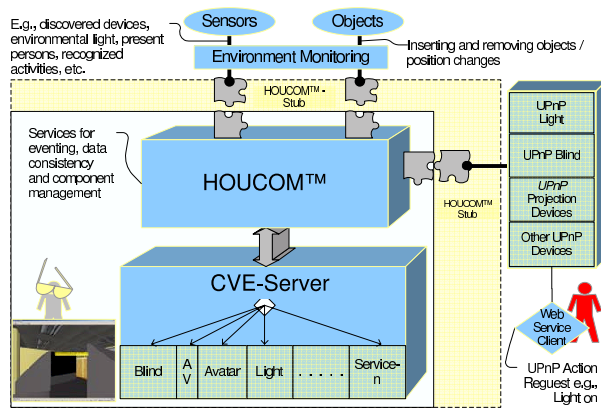 E.g., discovered devices,
environmental light, present
persons, recognized
activities, etc.
Sensors
Objects
Environment Monitoring
Inserting and removing objects /
position changes
HOUCOM™ -
Stub
Services for
eventing, data
consistency
and component
management
HOUCOM™
HOUCOM™
Stub
UPnP
Light
UPnP Blind
UPnP
Projection
Devices
Other UPnP
Devices
CVE-Server
Blind
A
V
Avatar
Light
. . . . .
Service-
n
Web
Service
Client
UPnP Action
Reguest e.g.,
Light on